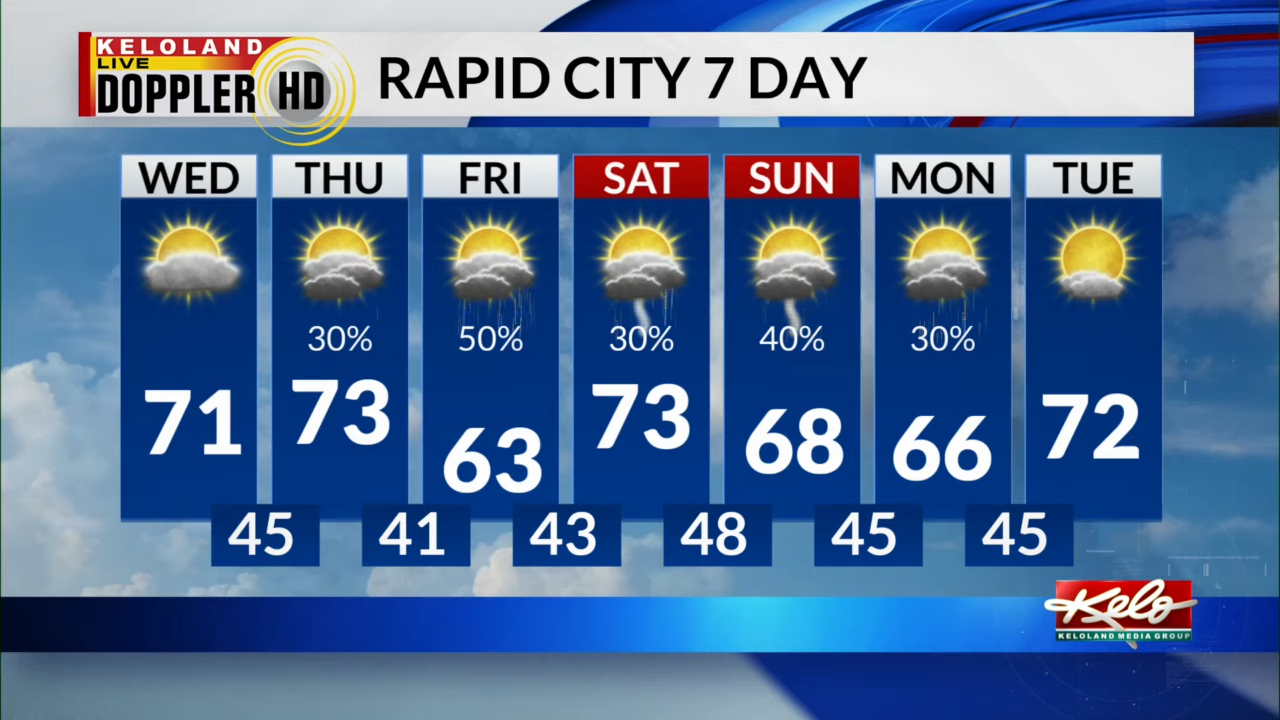 KELOLAND
LIVE
DOPPLER HD
RAPID CITY 7 DAY
WED THU FRI SAT SUN MON TUE
30% 50% 30% 40% 30%
71 73 63 73 68 66 72
45 41 43 48 45 45
Kelo
KELOLAND MEDIA GROUP